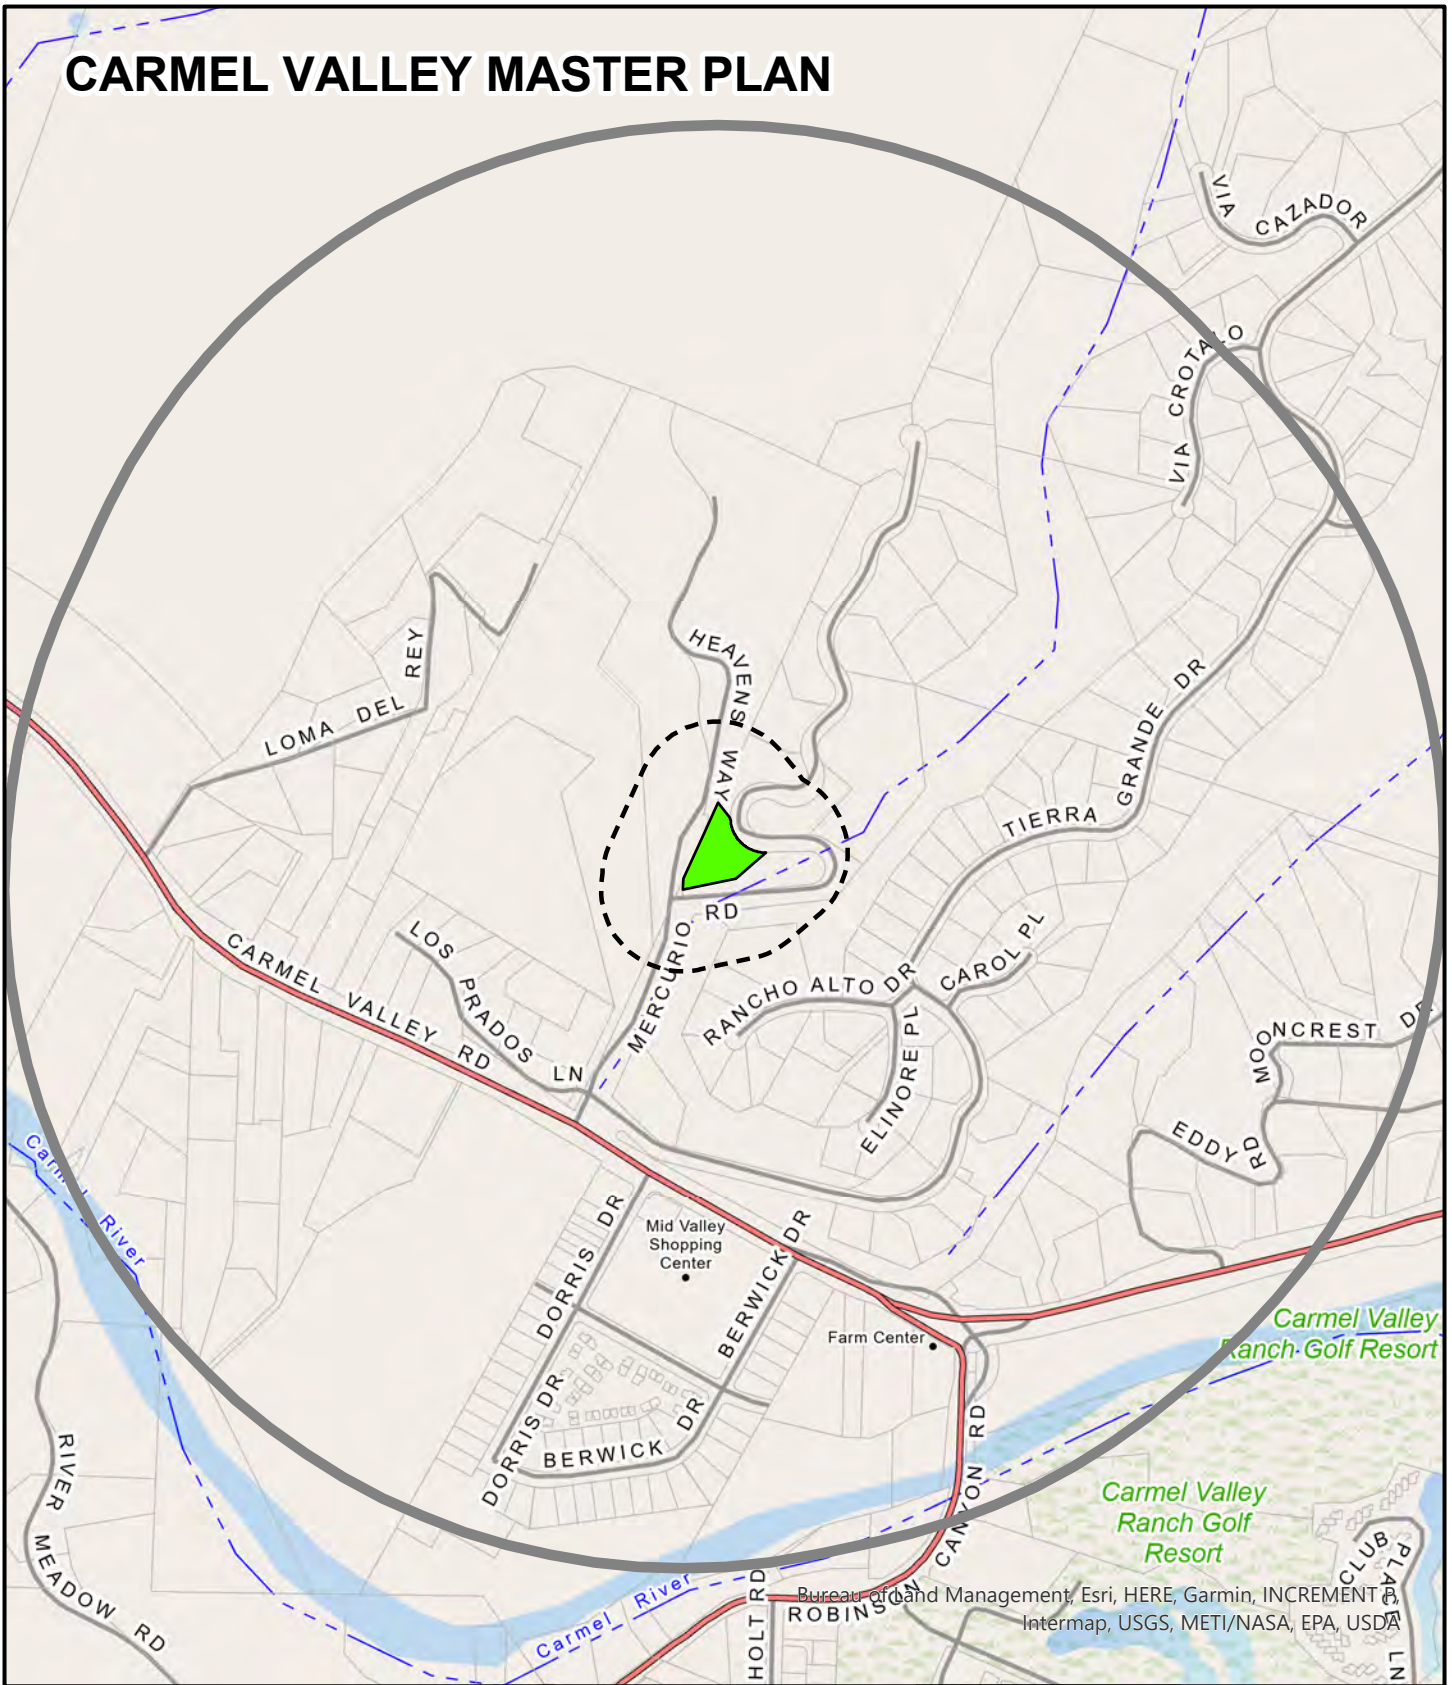 CARMEL VALLEY MASTER PLAN
VIA CAZADOR
VIA CROTALO
HEAVENS WAY
LOMA DEL REY
TIERRA GRANDE DR
MERCURIO RD
LOS PRADOS LN
CARMEL VALLEY RD
RANCHO ALTO DR
CAROL PL
ELINORE PL
MOONCREST DR
EDDY RD
Carmel River
DORRIS DR
Mid Valley
Shopping
Center
BERWICK DR
Farm Center
Carmel Valley
Ranch Golf Resort
DORRIS DR
BERWICK DR
RIVER MEADOW RD
Carmel Valley
Ranch Golf
Resort
ROBINSON CANYON RD
Carmel River
HOLT RD
CLUB PLACE LN
Bureau of Land Management, Esri, HERE, Garmin, INCREMENT P,
Intermap, USGS, METI/NASA, EPA, USDA